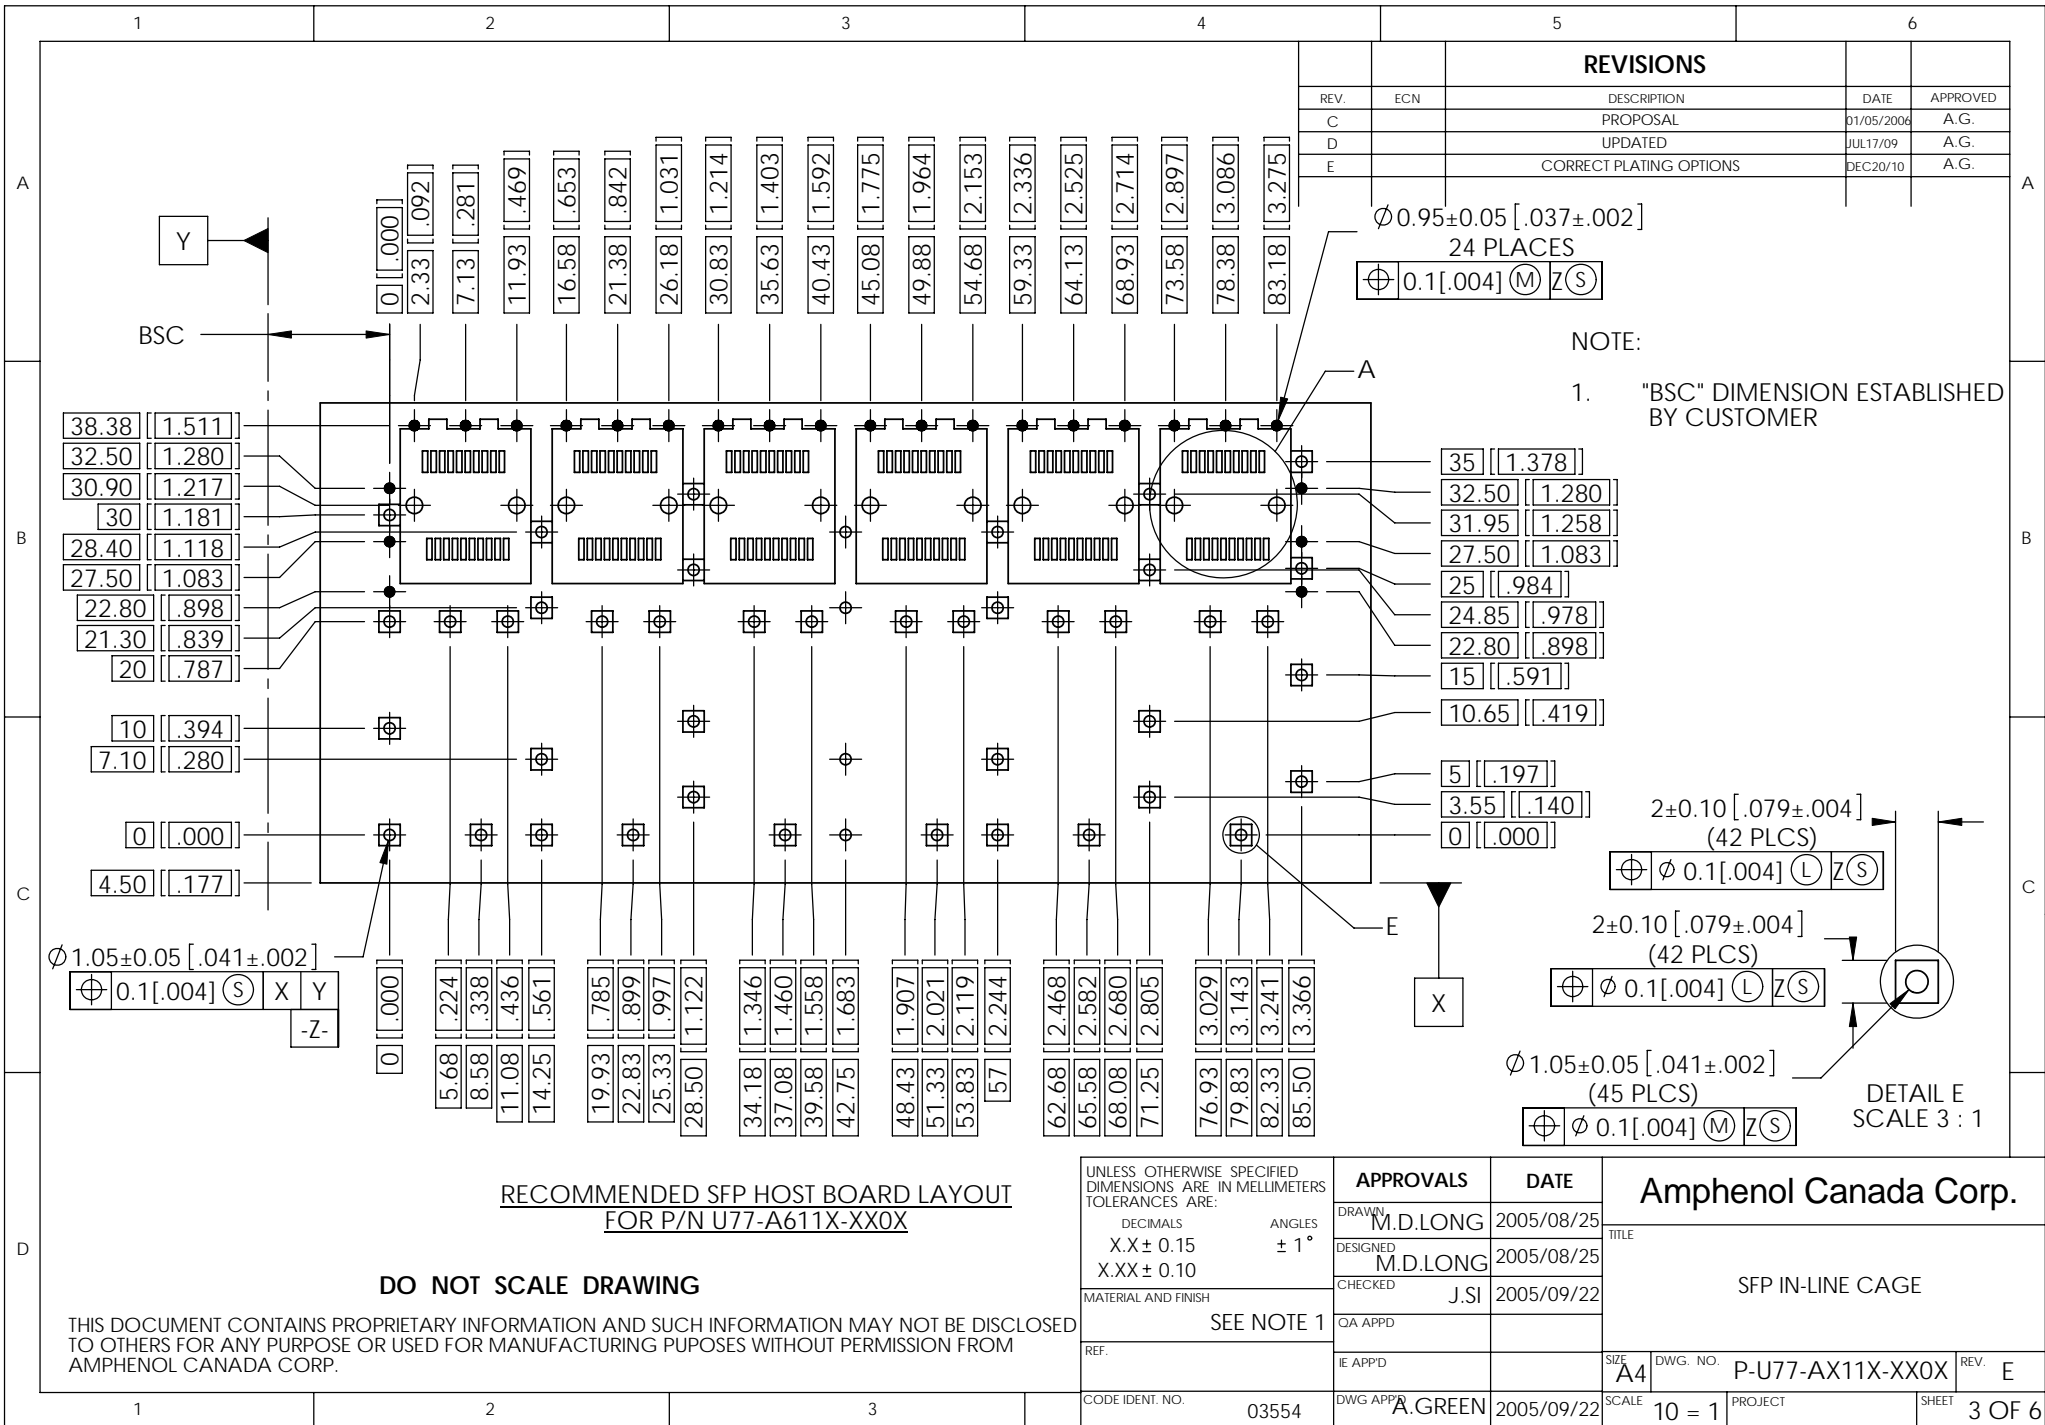 1 2 3 4 5 6
REVISIONS
REV. ECN DESCRIPTION DATE APPROVED
C PROPOSAL 01/05/2006 A.G.
D UPDATED JUL17/09 A.G.
E CORRECT PLATING OPTIONS DEC20/10 A.G.
A
A
Y
BSC
0 [.000]
2.33 [.092]
7.13 [.281]
11.93 [.469]
16.58 [.653]
21.38 [.842]
26.18 [1.031]
30.83 [1.214]
35.63 [1.403]
40.43 [1.592]
45.08 [1.775]
49.88 [1.964]
54.68 [2.153]
59.33 [2.336]
64.13 [2.525]
68.93 [2.714]
73.58 [2.897]
78.38 [3.086]
83.18 [3.275]
Ø0.95±0.05 [.037±.002]
24 PLACES
⌖ 0.1[.004] Ⓜ Z Ⓢ
NOTE:
1. "BSC" DIMENSION ESTABLISHED
BY CUSTOMER
A
38.38 [1.511]
32.50 [1.280]
30.90 [1.217]
30 [1.181]
28.40 [1.118]
27.50 [1.083]
22.80 [.898]
21.30 [.839]
20 [.787]
10 [.394]
7.10 [.280]
0 [.000]
4.50 [.177]
B
B
35 [1.378]
32.50 [1.280]
31.95 [1.258]
27.50 [1.083]
25 [.984]
24.85 [.978]
22.80 [.898]
15 [.591]
10.65 [.419]
5 [.197]
3.55 [.140]
0 [.000]
C
C
E
X
Ø1.05±0.05 [.041±.002]
⌖ 0.1[.004] Ⓢ X Y
-Z-
0 [.000]
5.68 [.224]
8.58 [.338]
11.08 [.436]
14.25 [.561]
19.93 [.785]
22.83 [.899]
25.33 [.997]
28.50 [1.122]
34.18 [1.346]
37.08 [1.460]
39.58 [1.558]
42.75 [1.683]
48.43 [1.907]
51.33 [2.021]
53.83 [2.119]
57 [2.244]
62.68 [2.468]
65.58 [2.582]
68.08 [2.680]
71.25 [2.805]
76.93 [3.029]
79.83 [3.143]
82.33 [3.241]
85.50 [3.366]
2±0.10 [.079±.004]
(42 PLCS)
⌖ Ø 0.1[.004] Ⓛ Z Ⓢ
2±0.10 [.079±.004]
(42 PLCS)
⌖ Ø 0.1[.004] Ⓛ Z Ⓢ
Ø1.05±0.05 [.041±.002]
(45 PLCS)
⌖ Ø 0.1[.004] Ⓜ Z Ⓢ
DETAIL E
SCALE 3 : 1
RECOMMENDED SFP HOST BOARD LAYOUT
FOR P/N U77-A611X-XX0X
D
DO NOT SCALE DRAWING
THIS DOCUMENT CONTAINS PROPRIETARY INFORMATION AND SUCH INFORMATION MAY NOT BE DISCLOSED
TO OTHERS FOR ANY PURPOSE OR USED FOR MANUFACTURING PUPOSES WITHOUT PERMISSION FROM
AMPHENOL CANADA CORP.
UNLESS OTHERWISE SPECIFIED
DIMENSIONS ARE IN MELLIMETERS
TOLERANCES ARE:
DECIMALS ANGLES
X.X ± 0.15 ± 1°
X.XX ± 0.10
MATERIAL AND FINISH
SEE NOTE 1
REF.
CODE IDENT. NO. 03554
APPROVALS DATE
DRAWN M.D.LONG 2005/08/25
DESIGNED M.D.LONG 2005/08/25
CHECKED J.SI 2005/09/22
QA APPD
IE APP'D
DWG APP'D A.GREEN 2005/09/22
Amphenol Canada Corp.
TITLE
SFP IN-LINE CAGE
SIZE A4 DWG. NO. P-U77-AX11X-XX0X REV. E
SCALE 10 = 1 PROJECT SHEET 3 OF 6
1 2 3